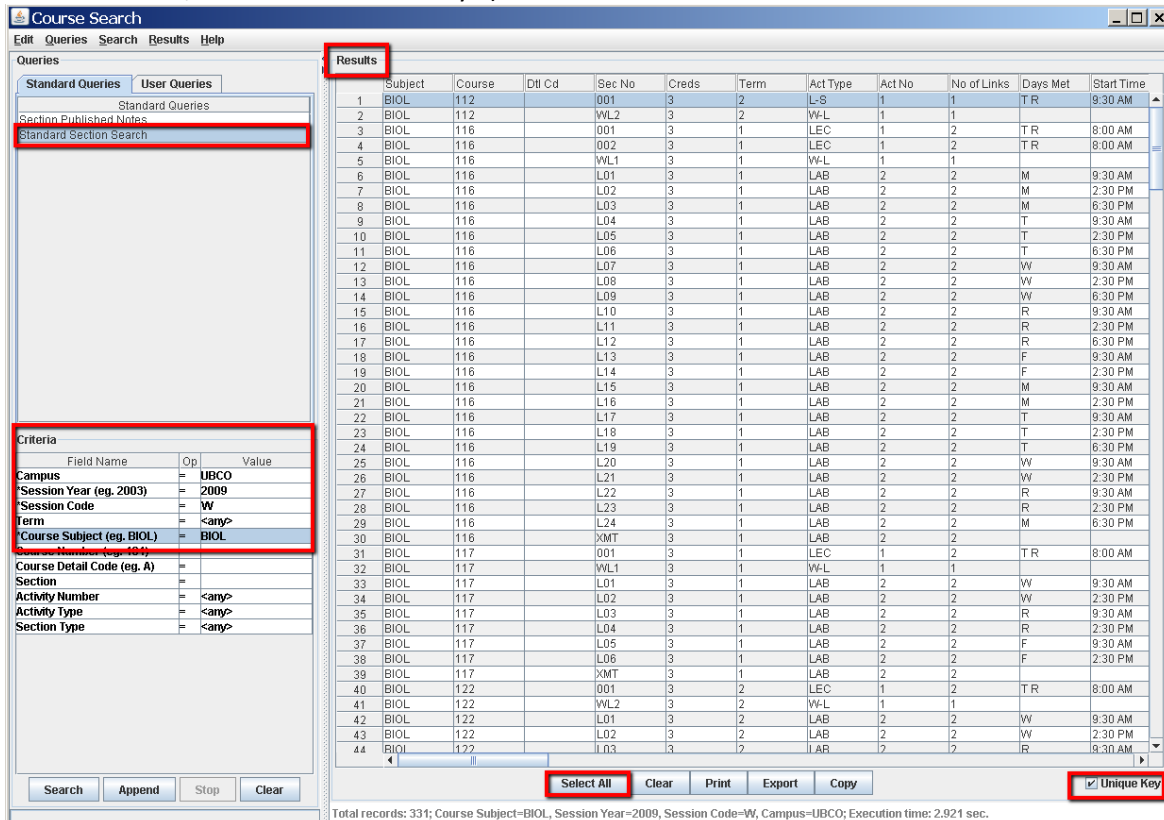 Course Search
Edit Queries Search Results Help
Queries
Standard Queries User Queries
Standard Queries
Section Published Notes
Standard Section Search
Criteria
Field Name Op Value
Campus = UBCO
*Session Year (eg. 2003) = 2009
*Session Code = W
Term = <any>
*Course Subject (eg. BIOL) = BIOL
Course Number (eg. 101) =
Course Detail Code (eg. A) =
Section =
Activity Number = <any>
Activity Type = <any>
Section Type = <any>
Search Append Stop Clear
Results
Subject Course Dtl Cd Sec No Creds Term Act Type Act No No of Links Days Met Start Time
1 BIOL 112 001 3 2 L-S 1 1 T R 9:30 AM
2 BIOL 112 WL2 3 2 W-L 1 1
3 BIOL 116 001 3 1 LEC 1 2 T R 8:00 AM
4 BIOL 116 002 3 1 LEC 1 2 T R 8:00 AM
5 BIOL 116 WL1 3 1 W-L 1 1
6 BIOL 116 L01 3 1 LAB 2 2 M 9:30 AM
7 BIOL 116 L02 3 1 LAB 2 2 M 2:30 PM
8 BIOL 116 L03 3 1 LAB 2 2 M 6:30 PM
9 BIOL 116 L04 3 1 LAB 2 2 T 9:30 AM
10 BIOL 116 L05 3 1 LAB 2 2 T 2:30 PM
11 BIOL 116 L06 3 1 LAB 2 2 T 6:30 PM
12 BIOL 116 L07 3 1 LAB 2 2 W 9:30 AM
13 BIOL 116 L08 3 1 LAB 2 2 W 2:30 PM
14 BIOL 116 L09 3 1 LAB 2 2 W 6:30 PM
15 BIOL 116 L10 3 1 LAB 2 2 R 9:30 AM
16 BIOL 116 L11 3 1 LAB 2 2 R 2:30 PM
17 BIOL 116 L12 3 1 LAB 2 2 R 6:30 PM
18 BIOL 116 L13 3 1 LAB 2 2 F 9:30 AM
19 BIOL 116 L14 3 1 LAB 2 2 F 2:30 PM
20 BIOL 116 L15 3 1 LAB 2 2 M 9:30 AM
21 BIOL 116 L16 3 1 LAB 2 2 M 2:30 PM
22 BIOL 116 L17 3 1 LAB 2 2 T 9:30 AM
23 BIOL 116 L18 3 1 LAB 2 2 T 2:30 PM
24 BIOL 116 L19 3 1 LAB 2 2 T 6:30 PM
25 BIOL 116 L20 3 1 LAB 2 2 W 9:30 AM
26 BIOL 116 L21 3 1 LAB 2 2 W 2:30 PM
27 BIOL 116 L22 3 1 LAB 2 2 R 9:30 AM
28 BIOL 116 L23 3 1 LAB 2 2 R 2:30 PM
29 BIOL 116 L24 3 1 LAB 2 2 M 6:30 PM
30 BIOL 116 XMT 3 1 LAB 2 2
31 BIOL 117 001 3 1 LEC 1 2 T R 8:00 AM
32 BIOL 117 WL1 3 1 W-L 1 1
33 BIOL 117 L01 3 1 LAB 2 2 W 9:30 AM
34 BIOL 117 L02 3 1 LAB 2 2 W 2:30 PM
35 BIOL 117 L03 3 1 LAB 2 2 R 9:30 AM
36 BIOL 117 L04 3 1 LAB 2 2 R 2:30 PM
37 BIOL 117 L05 3 1 LAB 2 2 F 9:30 AM
38 BIOL 117 L06 3 1 LAB 2 2 F 2:30 PM
39 BIOL 117 XMT 3 1 LAB 2 2
40 BIOL 122 001 3 2 LEC 1 2 T R 8:00 AM
41 BIOL 122 WL2 3 2 W-L 1 1
42 BIOL 122 L01 3 2 LAB 2 2 W 9:30 AM
43 BIOL 122 L02 3 2 LAB 2 2 W 2:30 PM
44 BIOL 122 L03 3 2 LAB 2 2 R 9:30 AM
Select All Clear Print Export Copy Unique Key
Total records: 331; Course Subject=BIOL, Session Year=2009, Session Code=W, Campus=UBCO; Execution time: 2.921 sec.